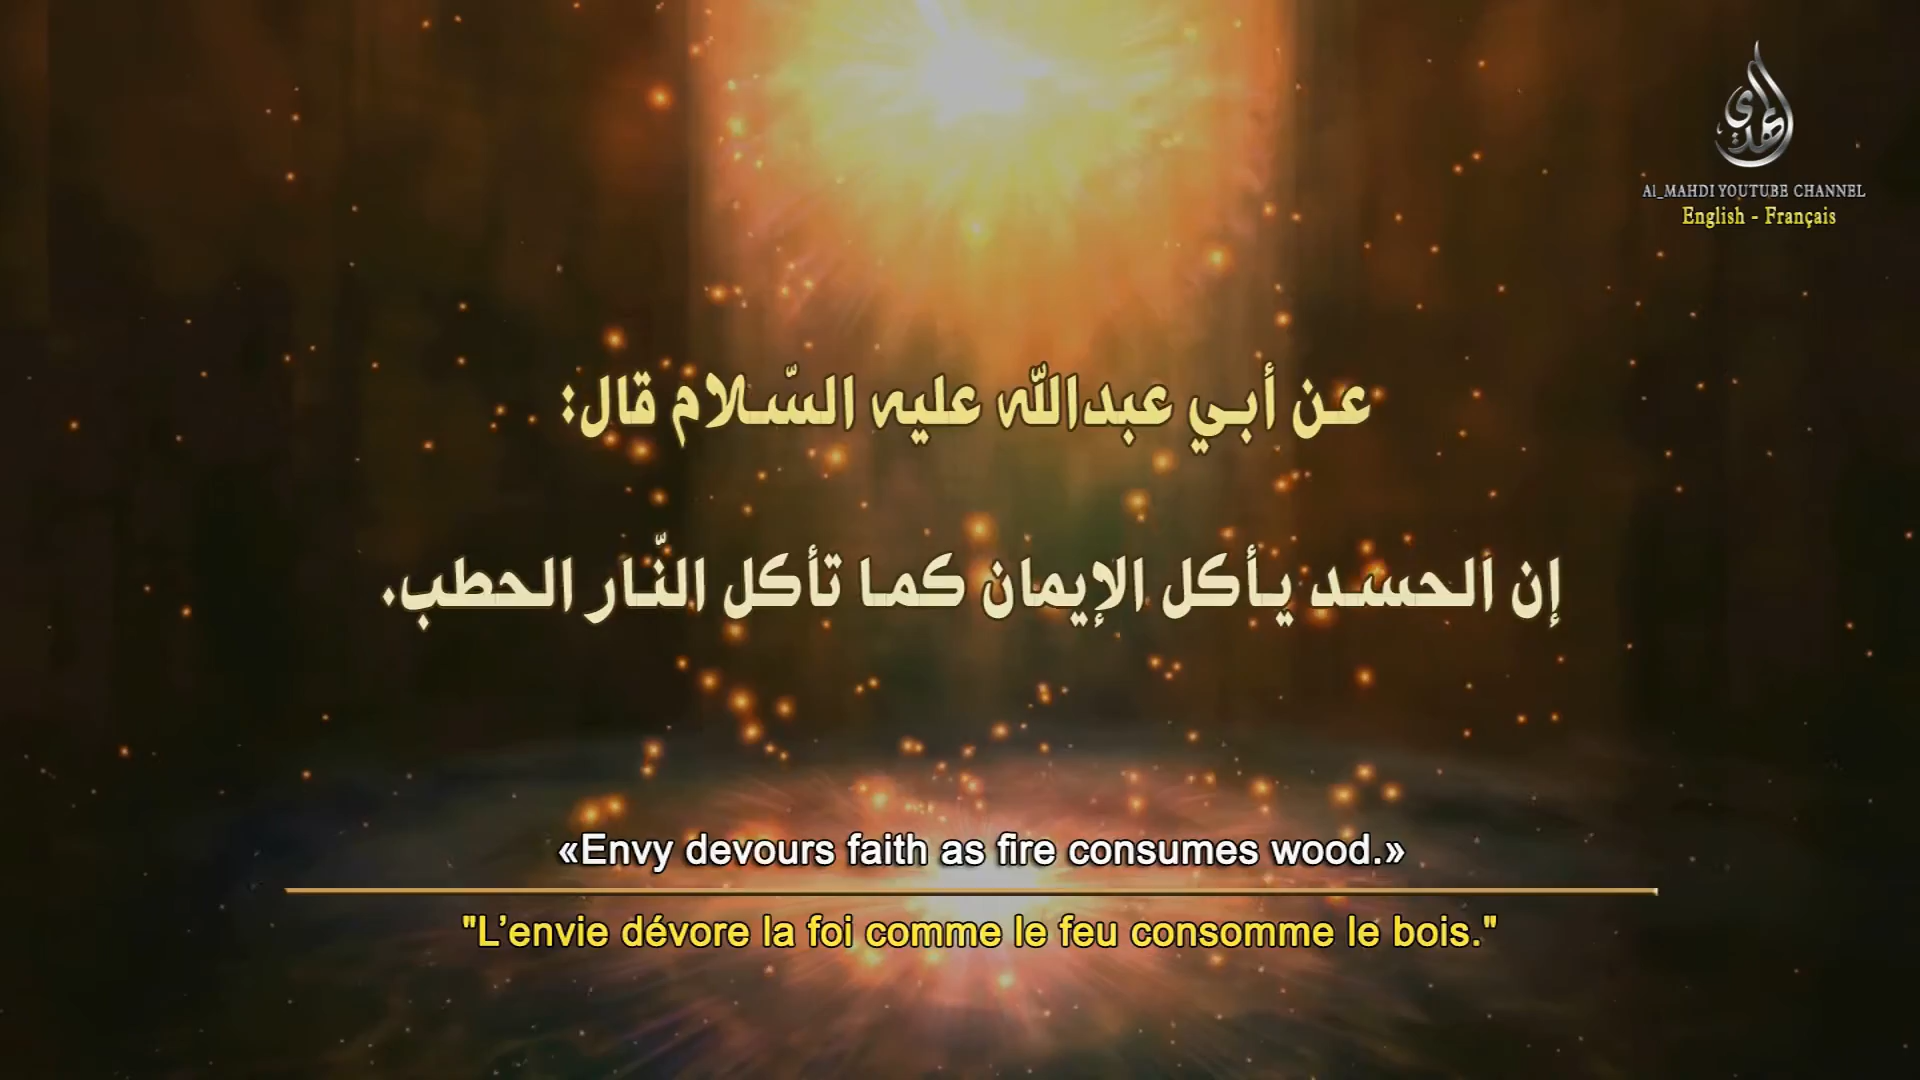 المهدي
Al_MAHDI YOUTUBE CHANNEL
English - Français
عن أبي عبدالله عليه السّلام قال:
إن الحسد يأكل الإيمان كما تأكل النّار الحطب.
«Envy devours faith as fire consumes wood.»
"L’envie dévore la foi comme le feu consomme le bois."